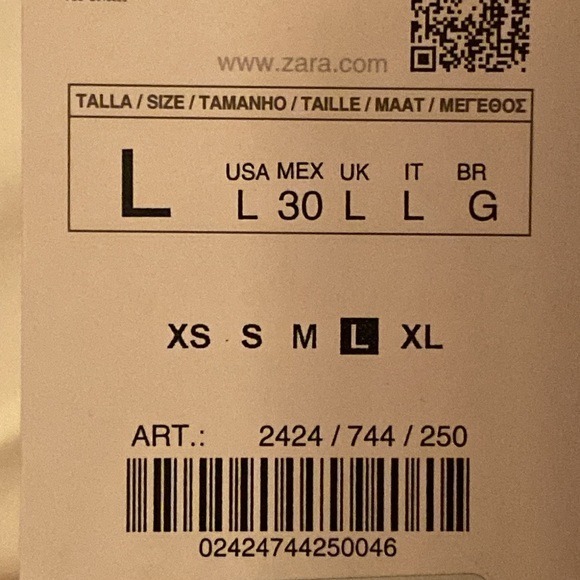 www.zara.com
TALLA / SIZE / TAMANHO / TAILLE / MAAT / ΜΕΓΕΘΟΣ
L
USA MEX UK IT BR
L 30 L L G
XS S M L XL
ART.: 2424 / 744 / 250
02424744250046